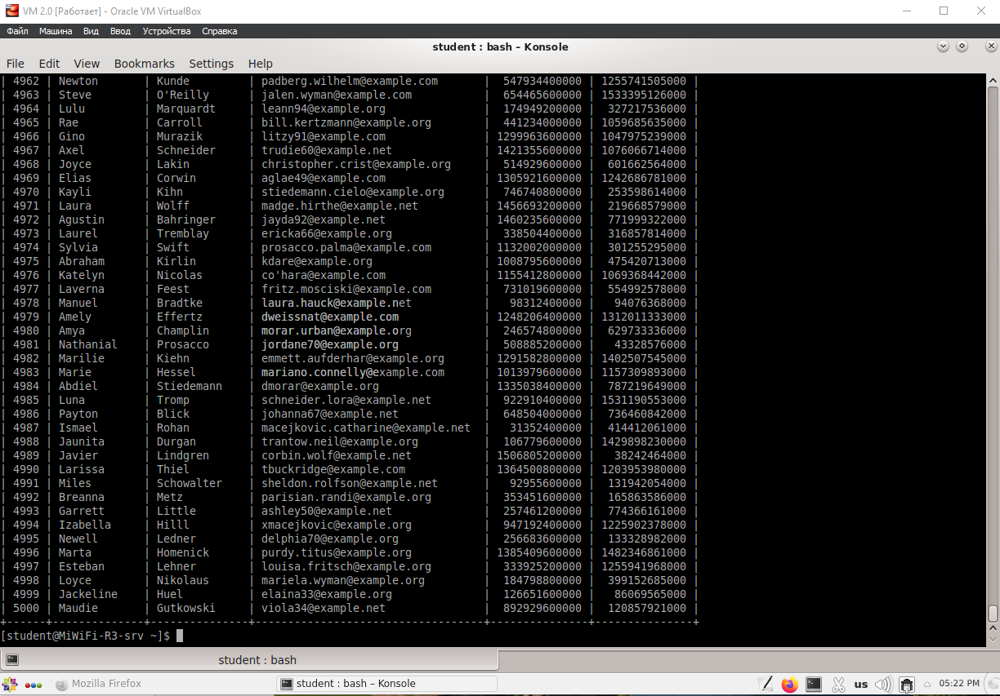 VM 2.0 [Работает] - Oracle VM VirtualBox
Файл Машина Вид Ввод Устройства Справка
student : bash – Konsole
File Edit View Bookmarks Settings Help
| 4962 | Newton | Kunde | padberg.wilhelm@example.com | 547934400000 | 1255741505000 |
| 4963 | Steve | O'Reilly | jalen.wyman@example.com | 654465600000 | 1533395126000 |
| 4964 | Lulu | Marquardt | leann94@example.org | 174949200000 | 327217536000 |
| 4965 | Rae | Carroll | bill.kertzmann@example.org | 441234000000 | 1059685635000 |
| 4966 | Gino | Murazik | litzy91@example.com | 1299963600000 | 1047975239000 |
| 4967 | Axel | Schneider | trudie60@example.net | 1421355600000 | 1076066714000 |
| 4968 | Joyce | Lakin | christopher.crist@example.org | 514929600000 | 601662564000 |
| 4969 | Elias | Corwin | aglae49@example.com | 1305921600000 | 1242686781000 |
| 4970 | Kayli | Kihn | stiedemann.cielo@example.org | 746740800000 | 253598614000 |
| 4971 | Laura | Wolff | madge.hirthe@example.net | 1456693200000 | 219668579000 |
| 4972 | Agustin | Bahringer | jayda92@example.net | 1460235600000 | 771999322000 |
| 4973 | Laurel | Tremblay | ericka66@example.org | 338504400000 | 316857814000 |
| 4974 | Sylvia | Swift | prosacco.palma@example.com | 1132002000000 | 301255295000 |
| 4975 | Abraham | Kirlin | kdare@example.org | 1008795600000 | 475420713000 |
| 4976 | Katelyn | Nicolas | co'hara@example.com | 1155412800000 | 1069368442000 |
| 4977 | Laverna | Feest | fritz.mosciski@example.com | 731019600000 | 554992578000 |
| 4978 | Manuel | Bradtke | laura.hauck@example.net | 98312400000 | 94076368000 |
| 4979 | Amely | Effertz | dweissnat@example.com | 1248206400000 | 1312011333000 |
| 4980 | Amya | Champlin | morar.urban@example.org | 246574800000 | 629733336000 |
| 4981 | Nathanial | Prosacco | jordane70@example.org | 508885200000 | 43328576000 |
| 4982 | Marilie | Kiehn | emmett.aufderhar@example.org | 1291582800000 | 1402507545000 |
| 4983 | Marie | Hessel | mariano.connelly@example.com | 1013979600000 | 1157309893000 |
| 4984 | Abdiel | Stiedemann | dmorar@example.org | 1335038400000 | 787219649000 |
| 4985 | Luna | Tromp | schneider.lora@example.net | 922910400000 | 1531190553000 |
| 4986 | Payton | Blick | johanna67@example.net | 648504000000 | 736460842000 |
| 4987 | Ismael | Rohan | macejkovic.catharine@example.net | 31352400000 | 414412061000 |
| 4988 | Jaunita | Durgan | trantow.neil@example.org | 106779600000 | 1429898230000 |
| 4989 | Javier | Lindgren | corbin.wolf@example.net | 1506805200000 | 38242464000 |
| 4990 | Larissa | Thiel | tbuckridge@example.com | 1364500800000 | 1203953980000 |
| 4991 | Miles | Schowalter | sheldon.rolfson@example.net | 92955600000 | 131942054000 |
| 4992 | Breanna | Metz | parisian.randi@example.org | 353451600000 | 165863586000 |
| 4993 | Garrett | Little | ashley50@example.net | 257461200000 | 774366161000 |
| 4994 | Izabella | Hilll | xmacejkovic@example.org | 947192400000 | 1225902378000 |
| 4995 | Newell | Ledner | delphia70@example.org | 256683600000 | 133328982000 |
| 4996 | Marta | Homenick | purdy.titus@example.org | 1385409600000 | 1482346861000 |
| 4997 | Esteban | Lehner | louisa.fritsch@example.org | 333925200000 | 1255941968000 |
| 4998 | Loyce | Nikolaus | mariela.wyman@example.org | 184798800000 | 399152685000 |
| 4999 | Jackeline | Huel | elaina33@example.org | 126651600000 | 86069565000 |
| 5000 | Maudie | Gutkowski | viola34@example.net | 892929600000 | 120857921000 |
+------+--------------+---------------+-----------------------------------+---------------+---------------+
[student@MiWiFi-R3-srv ~]$
student : bash
Mozilla Firefox student : bash – Konsole us 05:22 PM